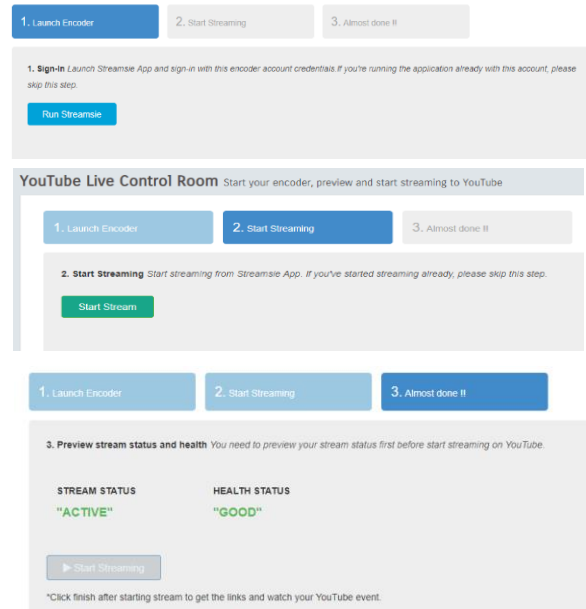 1. Launch Encoder
2. Start Streaming
3. Almost done !!
1. Sign-In Launch Streamsie App and sign-in with this encoder account credentials.If you're running the application already with this account, please
skip this step.
Run Streamsie
YouTube Live Control Room Start your encoder, preview and start streaming to YouTube
1. Launch Encoder
2. Start Streaming
3. Almost done !!
2. Start Streaming Start streaming from Streamsie App. If you've started streaming already, please skip this step.
Start Stream
1. Launch Encoder
2. Start Streaming
3. Almost done !!
3. Preview stream status and health You need to preview your stream status first before start streaming on YouTube.
STREAM STATUS
HEALTH STATUS
"ACTIVE"
"GOOD"
Start Streaming
*Click finish after starting stream to get the links and watch your YouTube event.